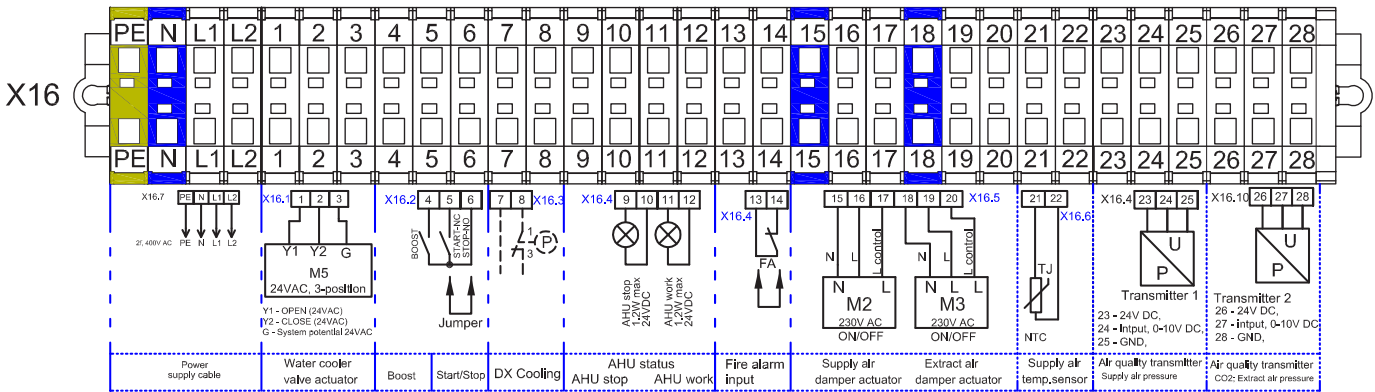 PE N L1 L2 1 2 3 4 5 6 7 8 9 10 11 12 13 14 15 16 17 18 19 20 21 22 23 24 25 26 27 28
X16
PE N L1 L2 1 2 3 4 5 6 7 8 9 10 11 12 13 14 15 16 17 18 19 20 21 22 23 24 25 26 27 28
X16.7 PE N L1 L2
2f, 400V AC PE N L1 L2
Power
supply cable
X16.1 1 2 3
Y1 Y2 G
M5
24VAC, 3-position
Y1 - OPEN (24VAC)
Y2 - CLOSE (24VAC)
G - System potential 24VAC
Water cooler
valve actuator
X16.2 4 5 6
BOOST
START-NC
STOP-NO
Jumper
Boost
Start/Stop
7 8 X16.3
1
P
3
DX Cooling
X16.4 9 10 11 12
AHU stop
1,2W max
24VDC
AHU work
1,2W max
24VDC
AHU status
AHU stop AHU work
13 14
X16.4
FA
Fire alarm
input
15 16 17 18 19 20 X16.5
N L L control
N L
M2
230V AC
ON/OFF
N L L control
N L L
M3
230V AC
ON/OFF
Supply air
damper actuator
Extract air
damper actuator
21 22
X16.6
TJ
NTC
Supply air
temp,sensor
X16.4 23 24 25
U
P
Transmitter 1
23 - 24V DC,
24 - Intput, 0-10V DC,
25 - GND,
Air quality transmitter
Supply air pressure
X16.10 26 27 28
U
P
Transmitter 2
26 - 24V DC,
27 - intput, 0-10V DC
28 - GND,
Air quality transmitter
CO2; Extract air pressure